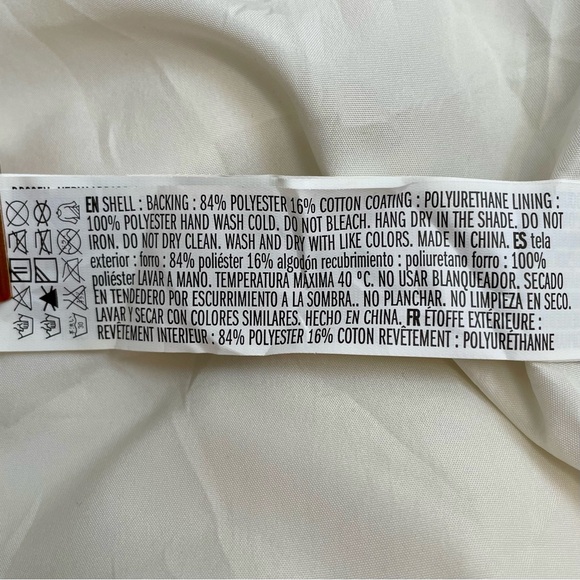 EN SHELL : BACKING : 84% POLYESTER 16% COTTON COATING : POLYURETHANE LINING :
100% POLYESTER HAND WASH COLD. DO NOT BLEACH. HANG DRY IN THE SHADE. DO NOT
IRON. DO NOT DRY CLEAN. WASH AND DRY WITH LIKE COLORS. MADE IN CHINA. ES tela
exterior : forro : 84% poliéster 16% algodón recubrimiento : poliuretano forro : 100%
poliéster LAVAR A MANO. TEMPERATURA MÁXIMA 40 ºC. NO USAR BLANQUEADOR. SECADO
EN TENDEDERO POR ESCURRIMIENTO A LA SOMBRA.. NO PLANCHAR. NO LIMPIEZA EN SECO.
LAVAR Y SECAR CON COLORES SIMILARES. HECHO EN CHINA. FR ÉTOFFE EXTÉRIEURE :
REVÊTEMENT INTERIEUR : 84% POLYESTER 16% COTON REVÊTEMENT : POLYURÉTHANNE